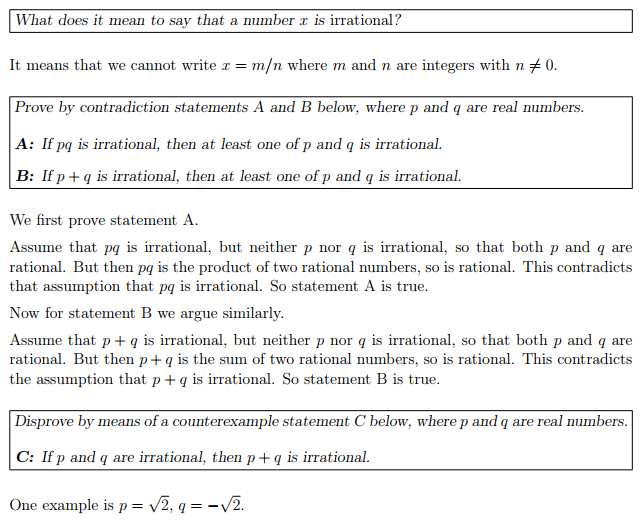 What does it mean to say that a number x is irrational?
It means that we cannot write x = m/n where m and n are integers with n ≠ 0.
Prove by contradiction statements A and B below, where p and q are real numbers.
A: If pq is irrational, then at least one of p and q is irrational.
B: If p + q is irrational, then at least one of p and q is irrational.
We first prove statement A.
Assume that pq is irrational, but neither p nor q is irrational, so that both p and q are
rational. But then pq is the product of two rational numbers, so is rational. This contradicts
that assumption that pq is irrational. So statement A is true.
Now for statement B we argue similarly.
Assume that p + q is irrational, but neither p nor q is irrational, so that both p and q are
rational. But then p + q is the sum of two rational numbers, so is rational. This contradicts
the assumption that p + q is irrational. So statement B is true.
Disprove by means of a counterexample statement C below, where p and q are real numbers.
C: If p and q are irrational, then p + q is irrational.
One example is p = √2, q = −√2.